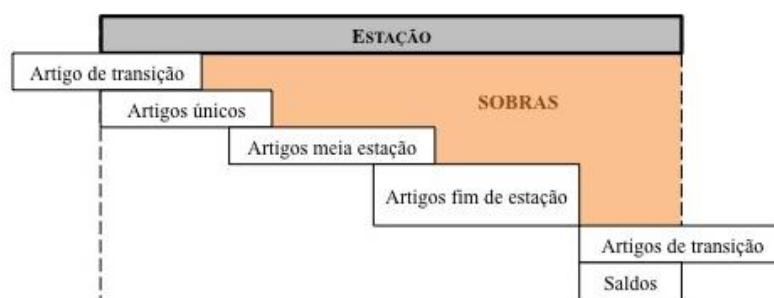 ESTAÇÃO
Artigo de transição
Artigos únicos
SOBRAS
Artigos meia estação
Artigos fim de estação
Artigos de transição
Saldos